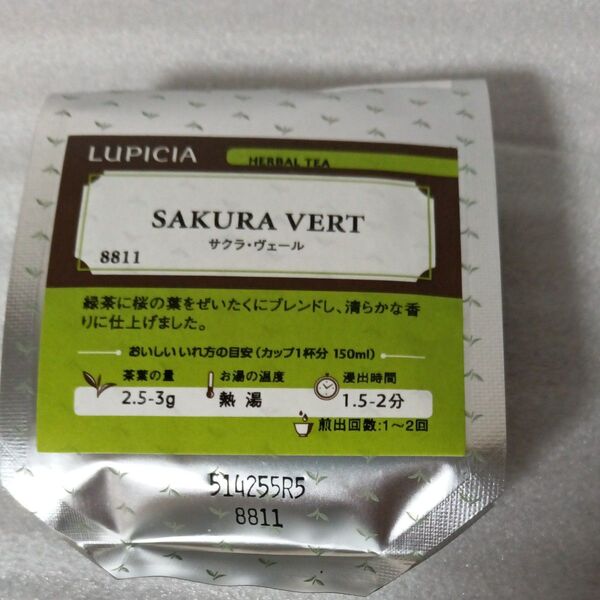 LUPICIA
HERBAL TEA
SAKURA VERT
サクラ・ヴェール
8811
緑茶に桜の葉をぜいたくにブレンドし、清らかな香
りに仕上げました。
おいしいいれ方の目安（カップ1杯分 150ml）
茶葉の量 お湯の温度 浸出時間
2.5-3g 熱湯 1.5-2分
煎出回数:1〜2回
514255R5
8811